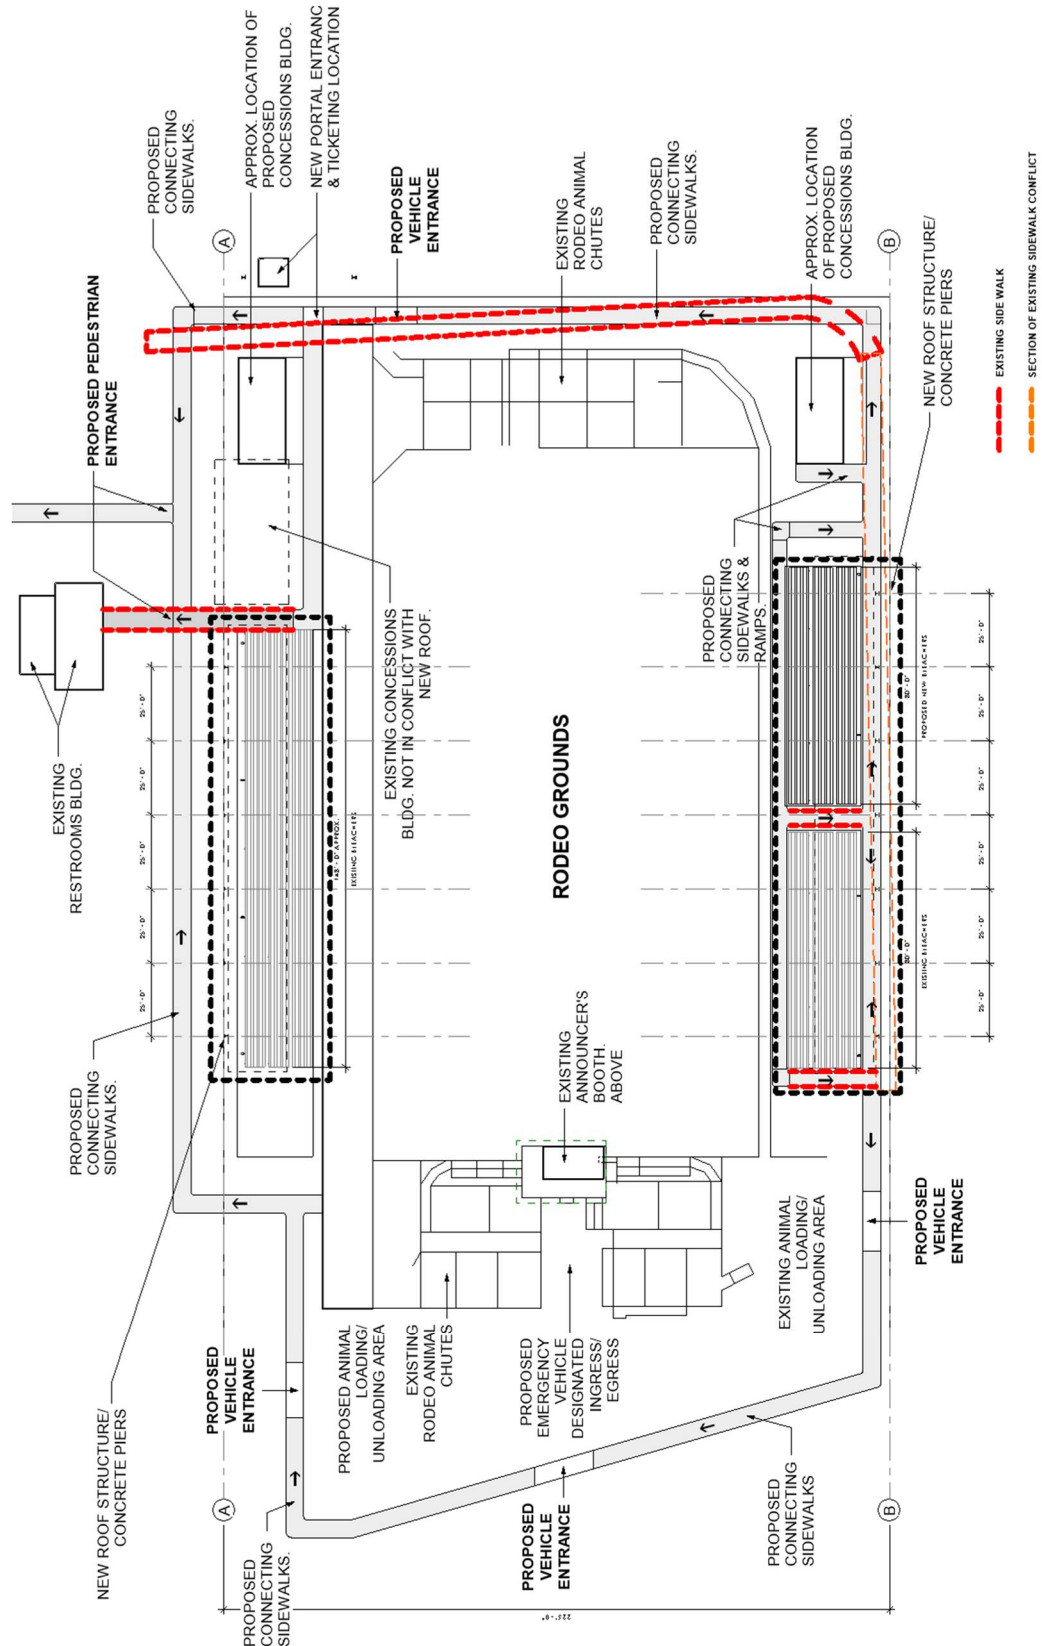 NEW ROOF STRUCTURE/
CONCRETE PIERS
PROPOSED
CONNECTING
SIDEWALKS.
EXISTING
RESTROOMS BLDG.
PROPOSED PEDESTRIAN
ENTRANCE
PROPOSED
CONNECTING
SIDEWALKS.
APPROX. LOCATION OF
PROPOSED
CONCESSIONS BLDG.
NEW PORTAL ENTRANC
& TICKETING LOCATION
A
A
25'-0"
25'-0"
25'-0"
25'-0"
25'-0"
PROPOSED
CONNECTING
SIDEWALKS.
PROPOSED
VEHICLE
ENTRANCE
148'-0" APPROX.
EXISTING BLEACHERS
EXISTING CONCESSIONS
BLDG. NOT IN CONFLICT WITH
NEW ROOF.
PROPOSED
VEHICLE
ENTRANCE
PROPOSED ANIMAL
LOADING/
UNLOADING AREA
EXISTING
RODEO ANIMAL
CHUTES
PROPOSED
EMERGENCY
VEHICLE
DESIGNATED
INGRESS/
EGRESS
EXISTING
ANNOUNCER'S
BOOTH.
ABOVE
RODEO GROUNDS
EXISTING
RODEO ANIMAL
CHUTES
PROPOSED
CONNECTING
SIDEWALKS.
PROPOSED
VEHICLE
ENTRANCE
PROPOSED
CONNECTING
SIDEWALKS
EXISTING ANIMAL
LOADING/
UNLOADING AREA
PROPOSED
CONNECTING
SIDEWALKS &
RAMPS.
APPROX. LOCATION
OF PROPOSED
CONCESSIONS BLDG.
225'-0"
B
B
PROPOSED
VEHICLE
ENTRANCE
80'-0"
EXISTING BLEACHERS
80'-0"
PROPOSED NEW BLEACHERS
NEW ROOF STRUCTURE/
CONCRETE PIERS
25'-0"
25'-0"
25'-0"
25'-0"
25'-0"
25'-0"
EXISTING SIDE WALK
SECTION OF EXISTING SIDEWALK CONFLICT